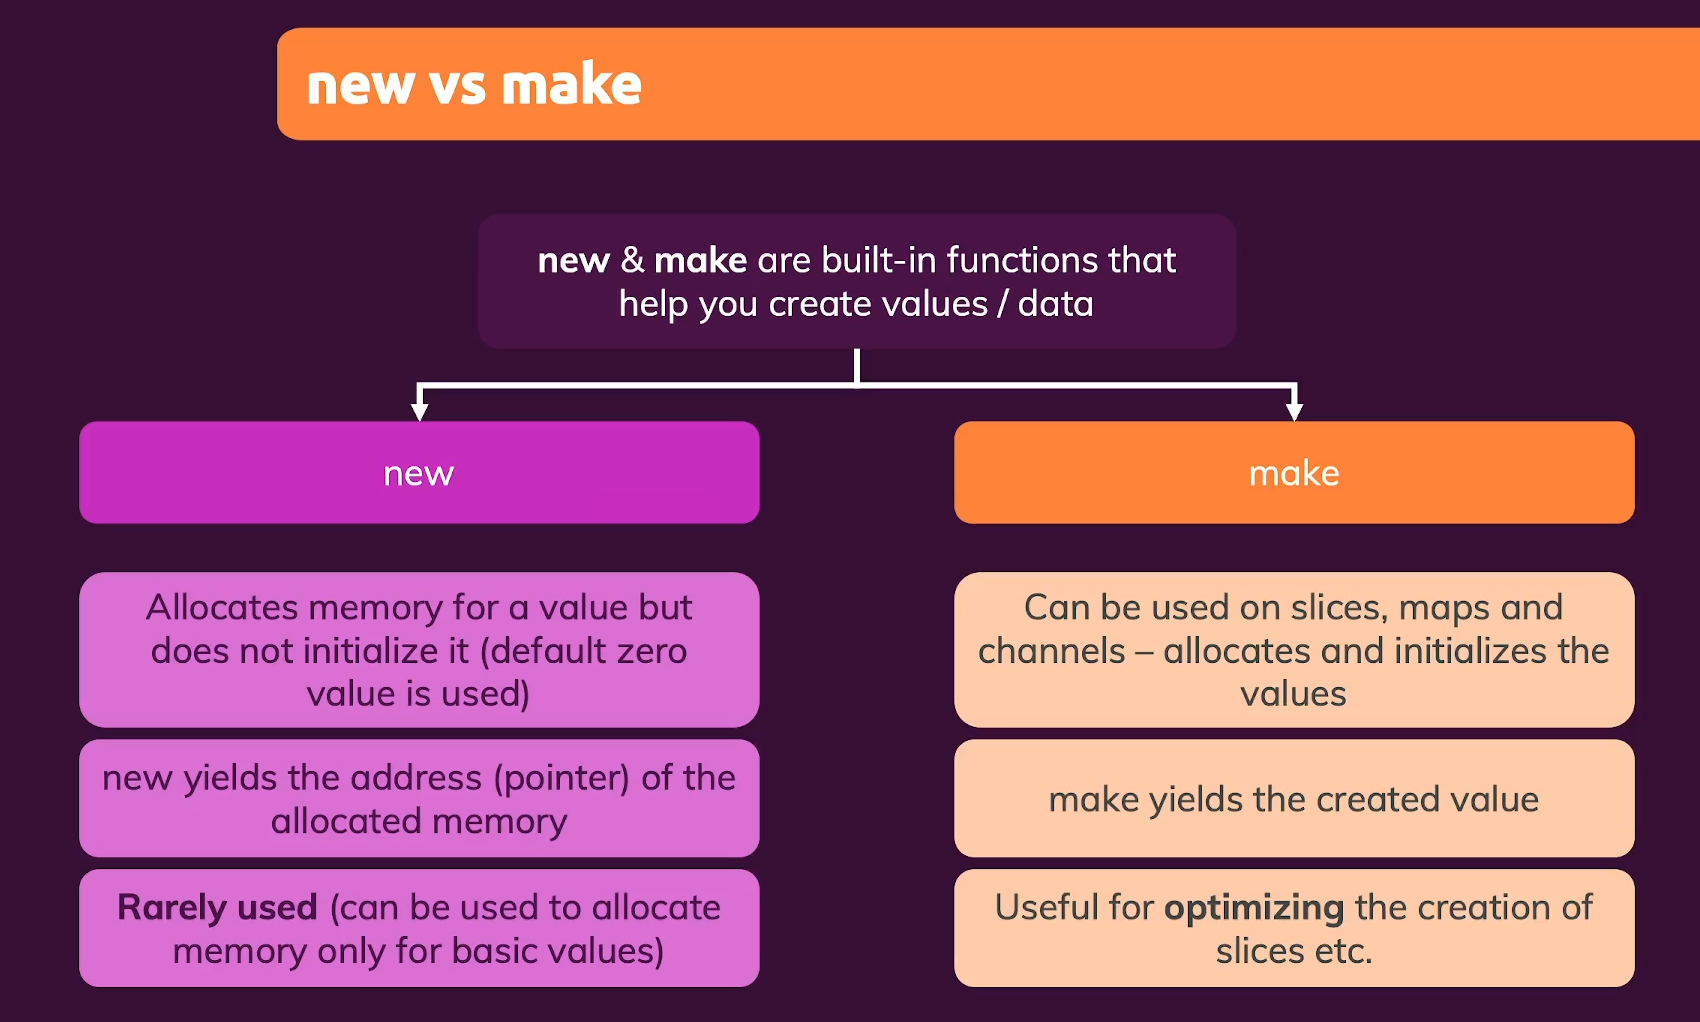 new vs make
new & make are built-in functions that
help you create values / data
new
make
Allocates memory for a value but
does not initialize it (default zero
value is used)
Can be used on slices, maps and
channels – allocates and initializes the
values
new yields the address (pointer) of the
allocated memory
make yields the created value
Rarely used (can be used to allocate
memory only for basic values)
Useful for optimizing the creation of
slices etc.